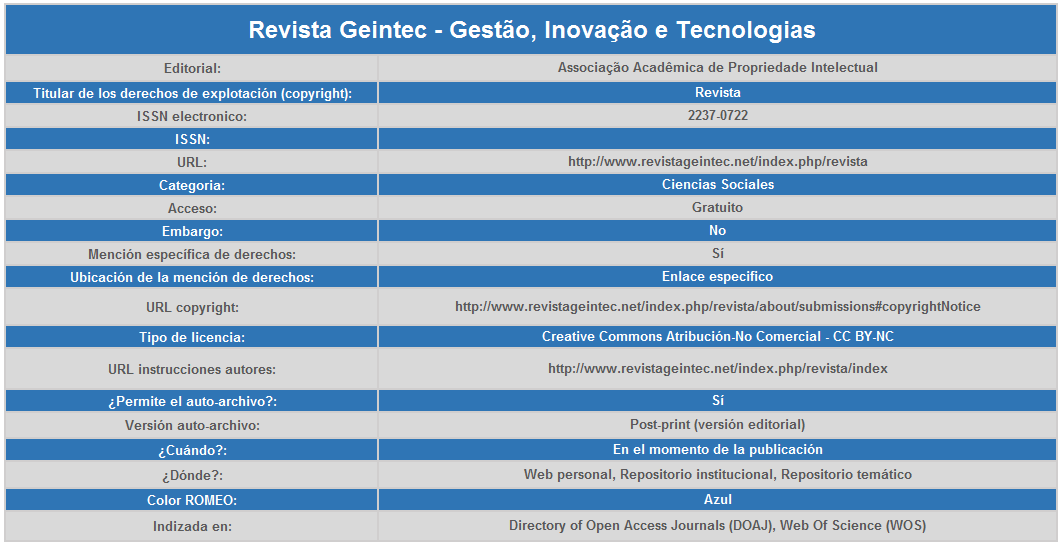 Revista Geintec - Gestão, Inovação e Tecnologias
Editorial: Associação Acadêmica de Propriedade Intelectual
Titular de los derechos de explotación (copyright): Revista
ISSN electronico: 2237-0722
ISSN:
URL: http://www.revistageintec.net/index.php/revista
Categoria: Ciencias Sociales
Acceso: Gratuito
Embargo: No
Mención específica de derechos: Sí
Ubicación de la mención de derechos: Enlace específico
URL copyright: http://www.revistageintec.net/index.php/revista/about/submissions#copyrightNotice
Tipo de licencia: Creative Commons Atribución-No Comercial - CC BY-NC
URL instrucciones autores: http://www.revistageintec.net/index.php/revista/index
¿Permite el auto-archivo?: Sí
Versión auto-archivo: Post-print (versión editorial)
¿Cuándo?: En el momento de la publicación
¿Dónde?: Web personal, Repositorio institucional, Repositorio temático
Color ROMEO: Azul
Indizada en: Directory of Open Access Journals (DOAJ), Web Of Science (WOS)